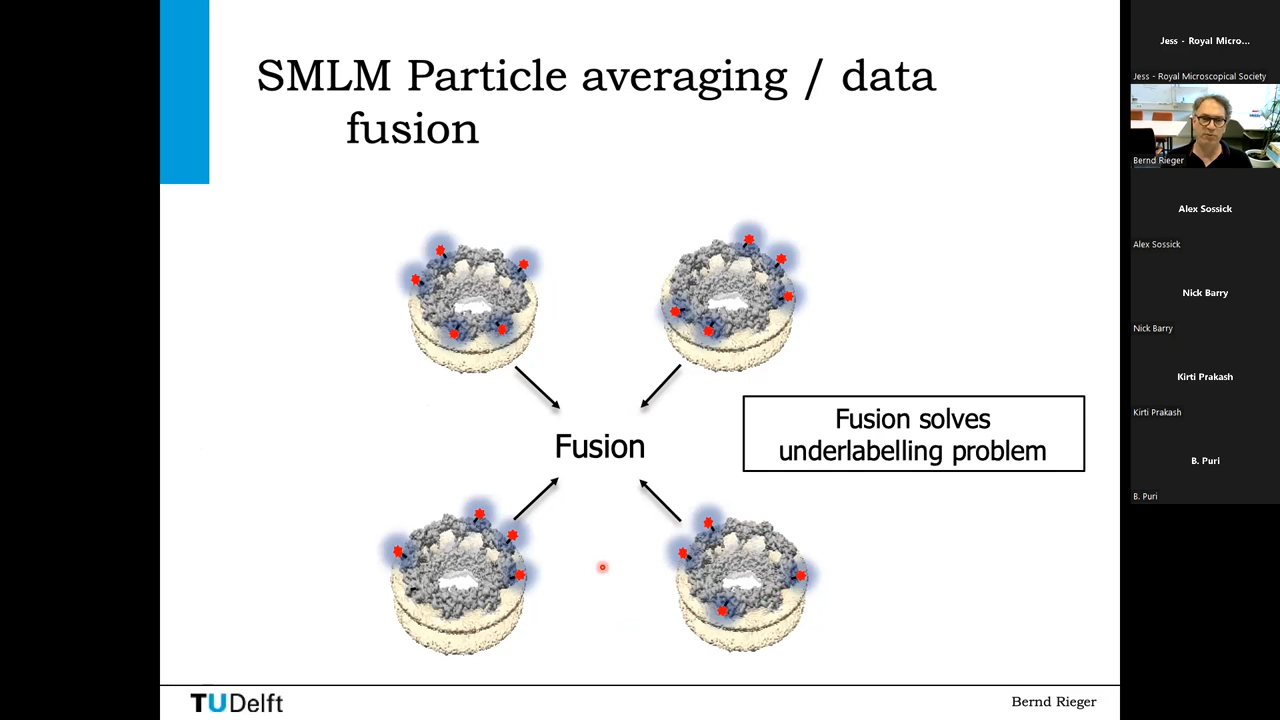 SMLM Particle averaging / data
fusion
Fusion
Fusion solves
underlabelling problem
TUDelft
Bernd Rieger
Jess - Royal Micro...
Jess - Royal Microscopical Society
Bernd Rieger
Alex Sossick
Alex Sossick
Nick Barry
Nick Barry
Kirti Prakash
Kirti Prakash
B. Puri
B. Puri